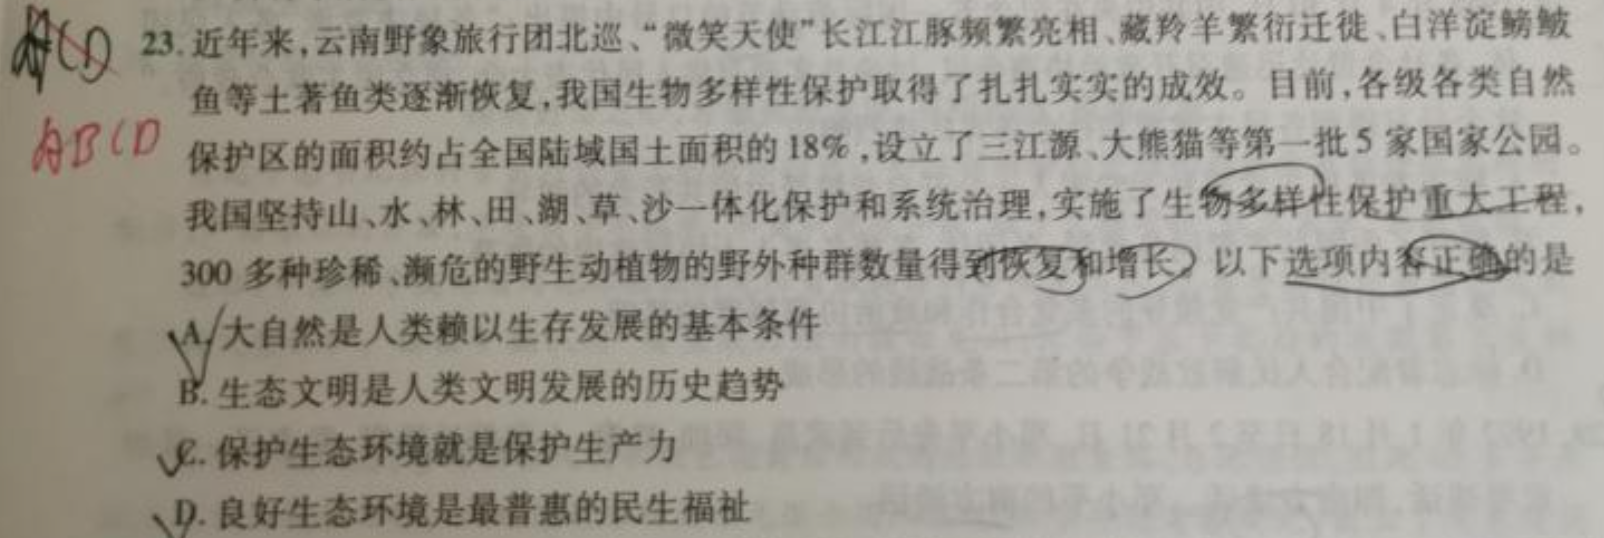 ACD
23.近年来,云南野象旅行团北巡、“微笑天使”长江江豚频繁亮相、藏羚羊繁衍迁徙、白洋淀鳑鲏
鱼等土著鱼类逐渐恢复,我国生物多样性保护取得了扎扎实实的成效。目前,各级各类自然
ABCD
保护区的面积约占全国陆域国土面积的18%,设立了三江源、大熊猫等第一批5家国家公园。
我国坚持山、水、林、田、湖、草、沙一体化保护和系统治理,实施了生物多样性保护重大工程,
300多种珍稀、濒危的野生动植物的野外种群数量得到恢复和增长。以下选项内容正确的是
A.大自然是人类赖以生存发展的基本条件
B.生态文明是人类文明发展的历史趋势
C.保护生态环境就是保护生产力
D.良好生态环境是最普惠的民生福祉